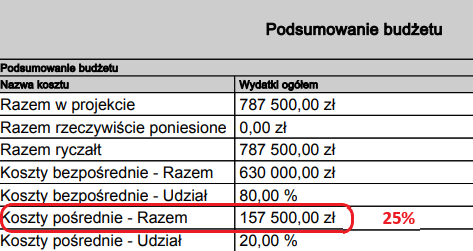 Podsumowanie budżetu
Podsumowanie budżetu
Nazwa kosztu Wydatki ogółem
Razem w projekcie 787 500,00 zł
Razem rzeczywiście poniesione 0,00 zł
Razem ryczałt 787 500,00 zł
Koszty bezpośrednie - Razem 630 000,00 zł
Koszty bezpośrednie - Udział 80,00 %
Koszty pośrednie - Razem 157 500,00 zł 25%
Koszty pośrednie - Udział 20,00 %